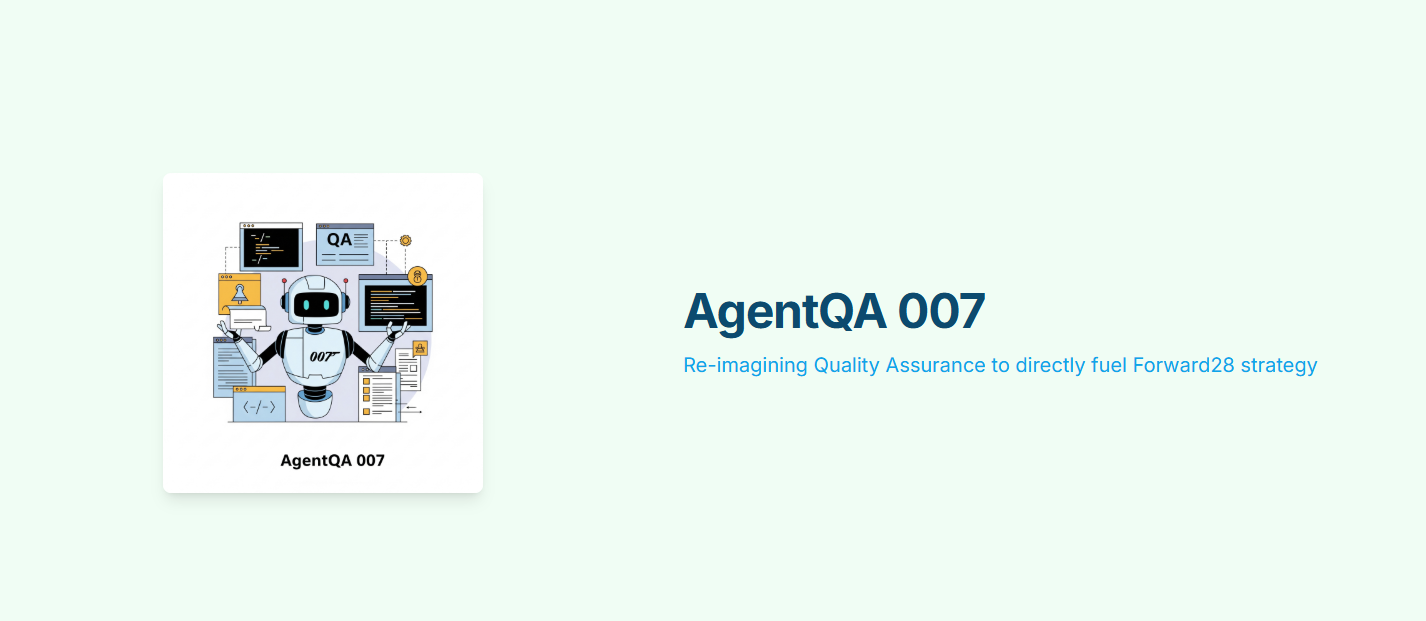 -/-
-/-
QA
007
<-/->
AgentQA 007
AgentQA 007
Re-imagining Quality Assurance to directly fuel Forward28 strategy